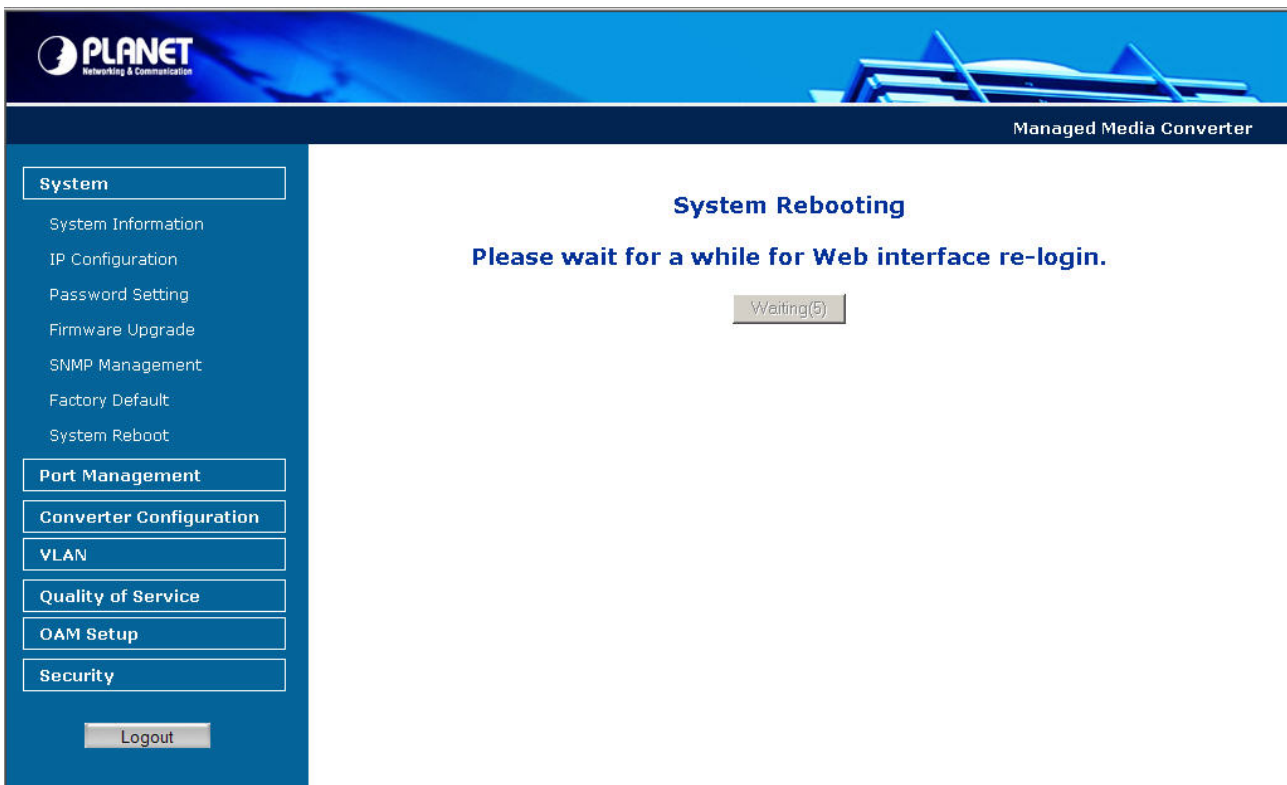 PLANET
Networking & Communication
Managed Media Converter
System
System Information
IP Configuration
Password Setting
Firmware Upgrade
SNMP Management
Factory Default
System Reboot
Port Management
Converter Configuration
VLAN
Quality of Service
OAM Setup
Security
Logout
System Rebooting
Please wait for a while for Web interface re-login.
Waiting(5)